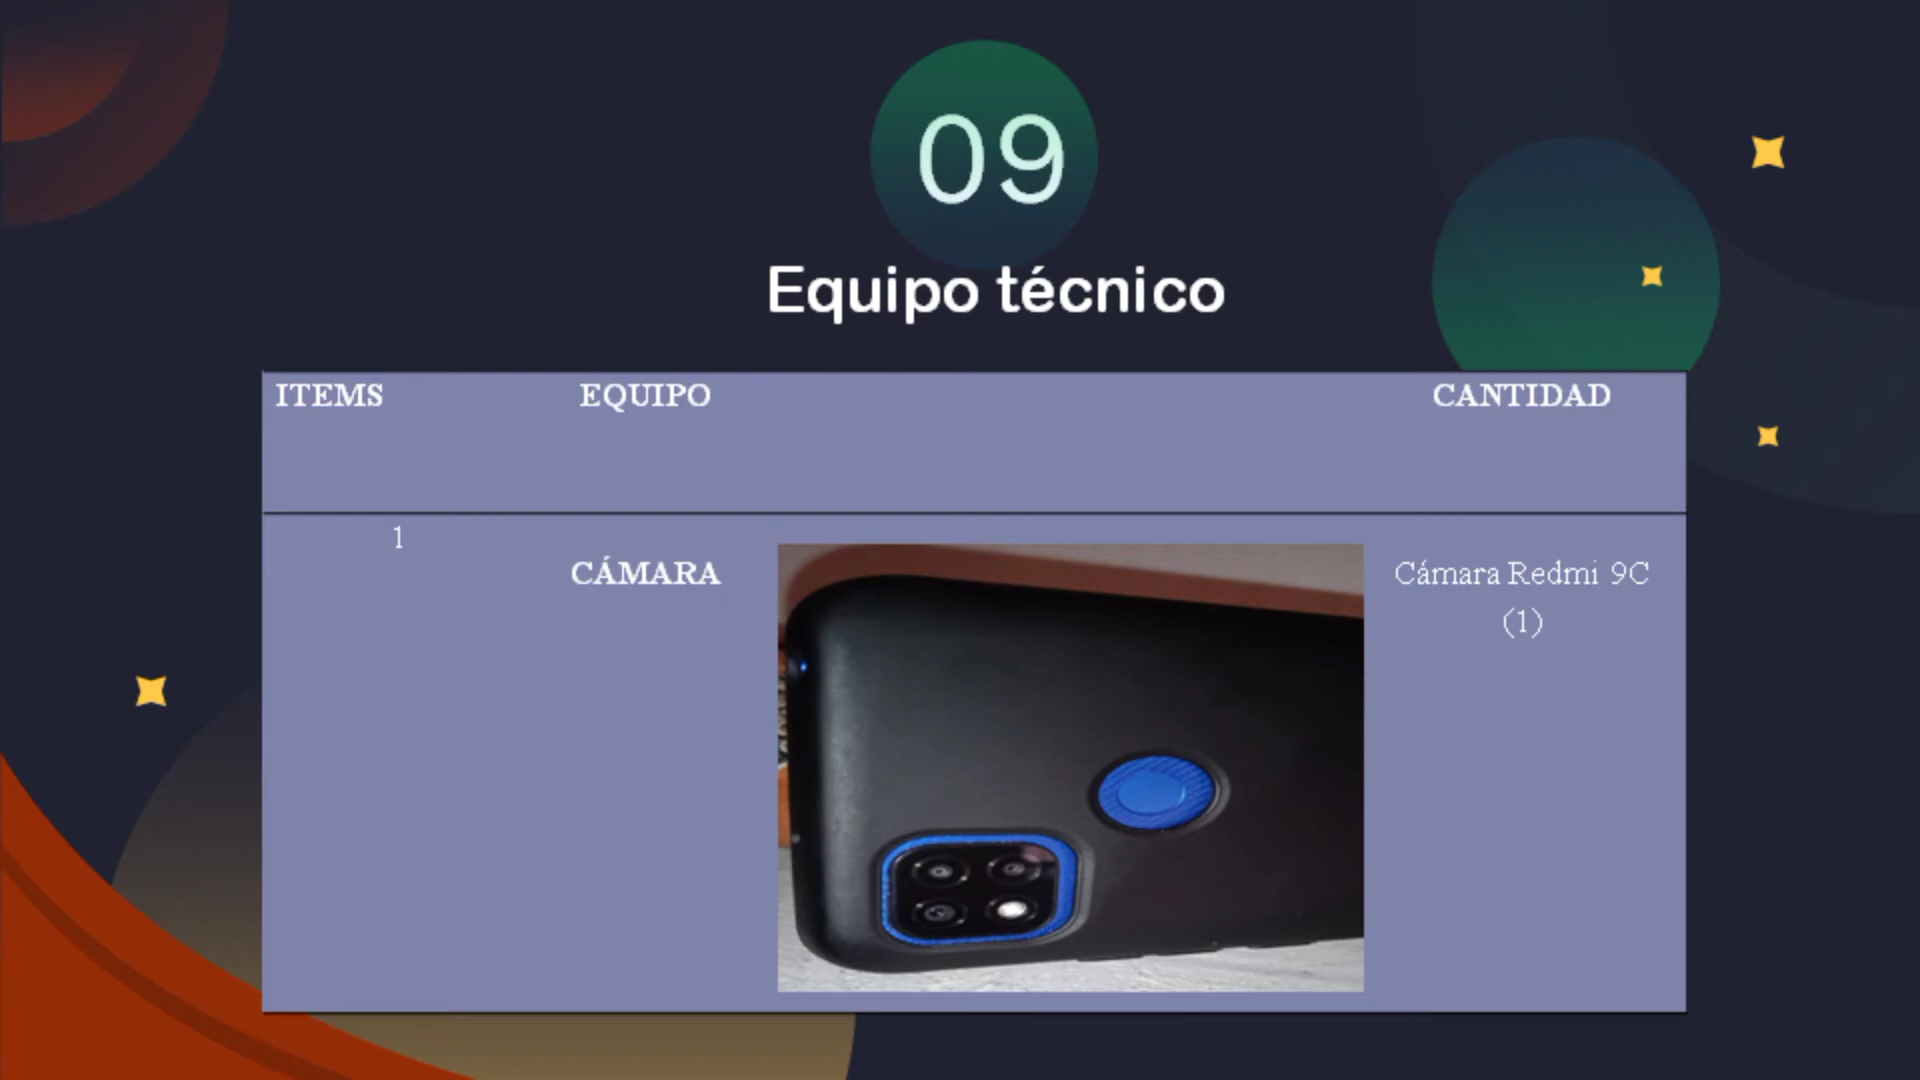 09
Equipo técnico
ITEMS EQUIPO CANTIDAD
1
CÁMARA Cámara Redmi 9C
(1)